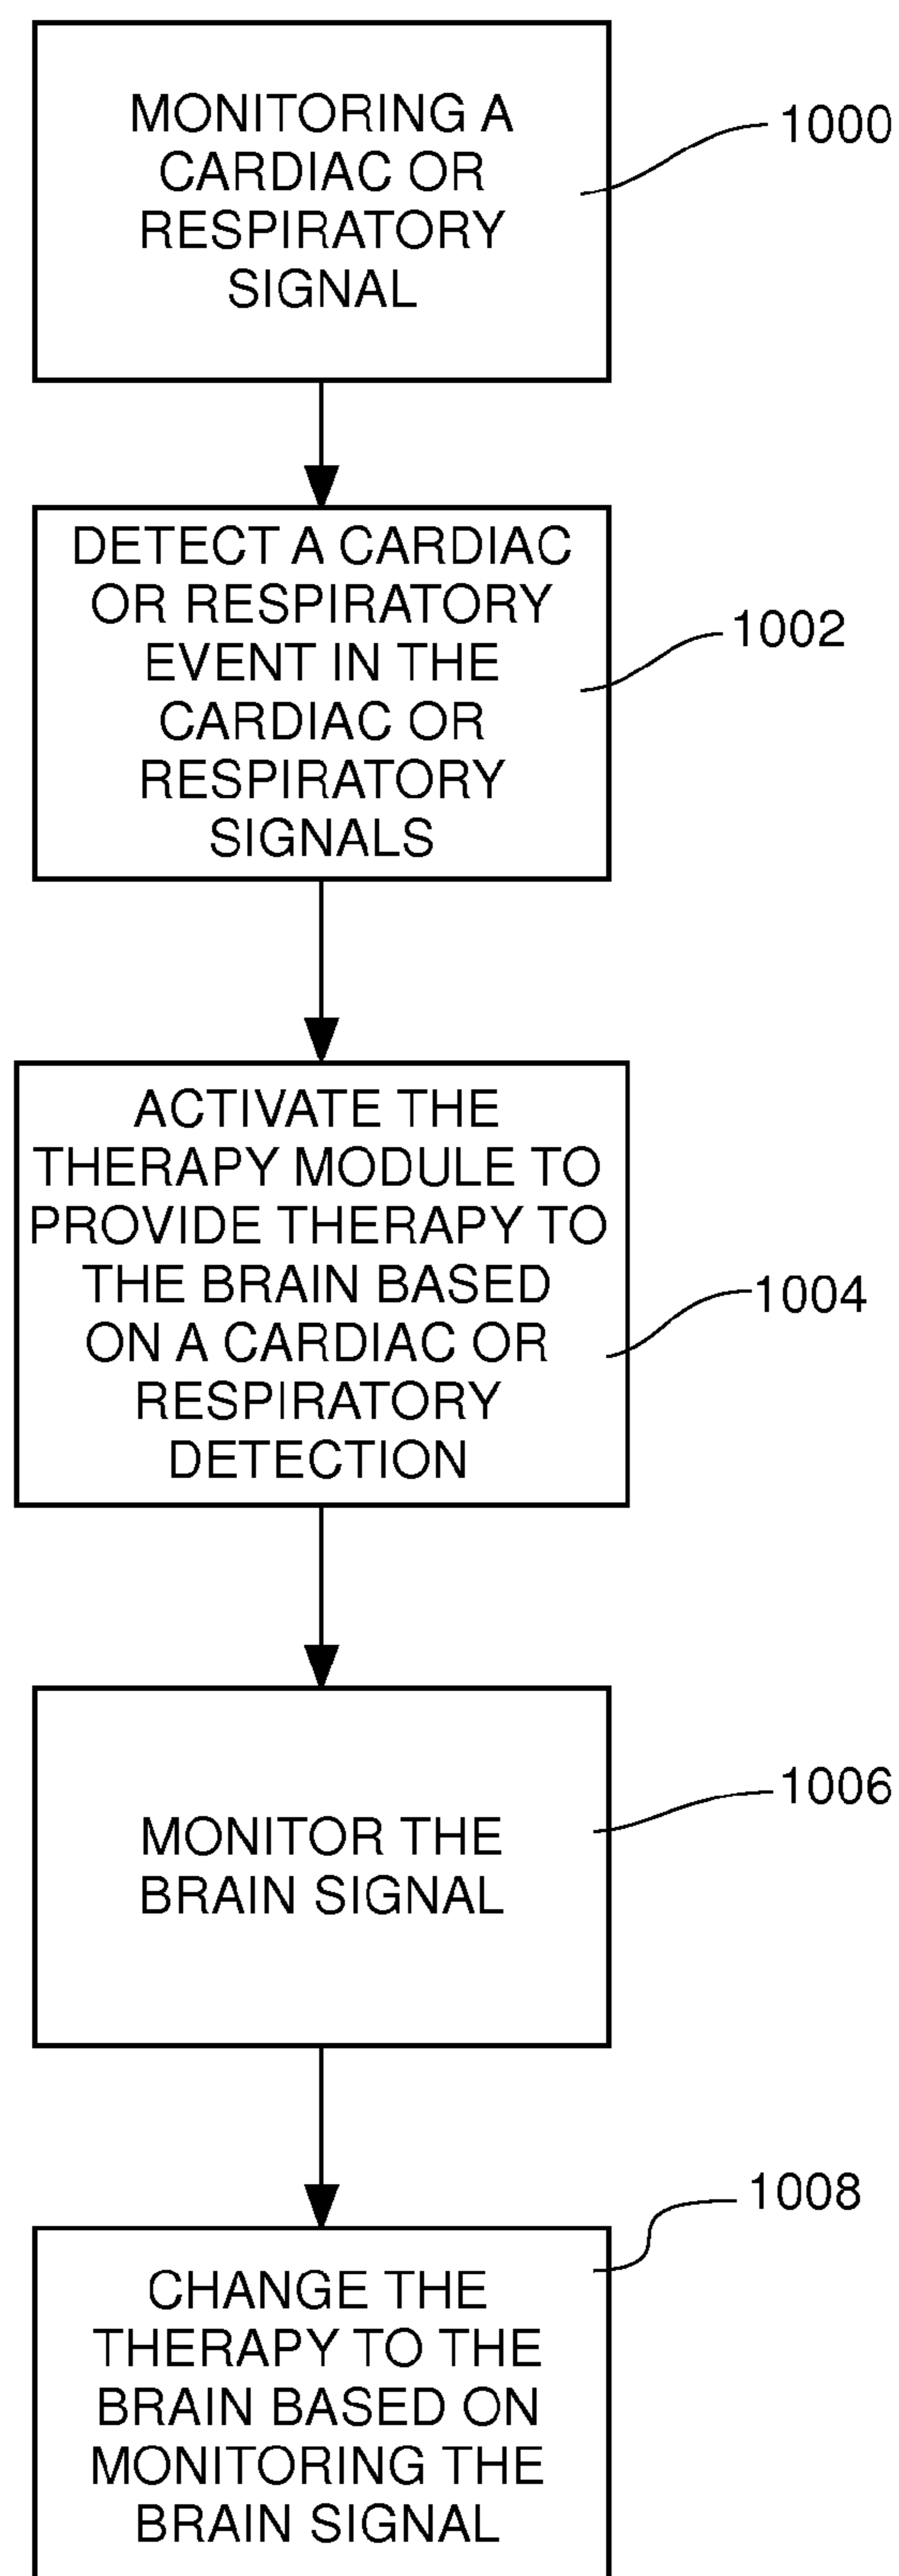 MONITORING A
CARDIAC OR
RESPIRATORY
SIGNAL
1000
DETECT A CARDIAC
OR RESPIRATORY
EVENT IN THE
CARDIAC OR
RESPIRATORY
SIGNALS
1002
ACTIVATE THE
THERAPY MODULE TO
PROVIDE THERAPY TO
THE BRAIN BASED
ON A CARDIAC OR
RESPIRATORY
DETECTION
1004
MONITOR THE
BRAIN SIGNAL
1006
CHANGE THE
THERAPY TO THE
BRAIN BASED ON
MONITORING THE
BRAIN SIGNAL
1008